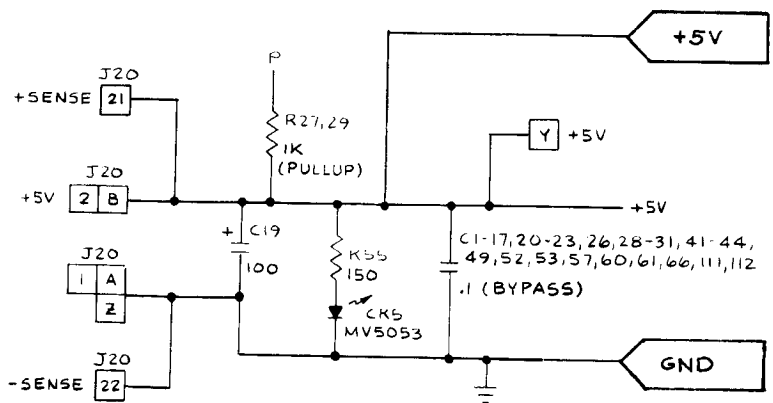 +5V
P
J20
+SENSE 21
R27,29
1K
(PULLUP)
Y +5V
J20
+5V 2 B
+5V
+ C19
100
R55
150
C1-17,20-23,26,28-31,41-44,
49,52,53,57,60,61,66,111,112
.1 (BYPASS)
J20
1 A
Z
CR5
MV5053
J20
-SENSE 22
GND